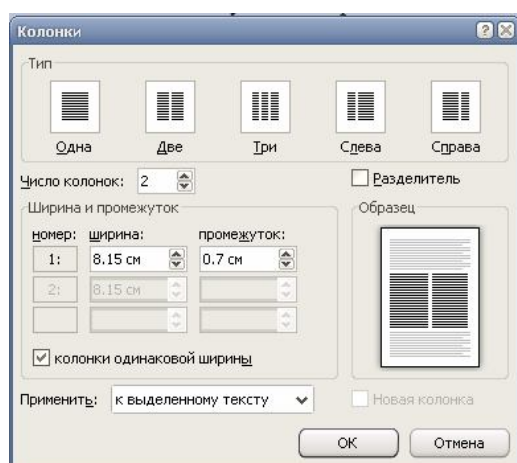 Колонки
Тип
Одна Две Три Слева Справа
Число колонок: 2 Разделитель
Ширина и промежуток Образец
номер: ширина: промежуток:
1: 8.15 см 0.7 см
2: 8.15 см
колонки одинаковой ширины
Применить: к выделенному тексту Новая колонка
ОК Отмена